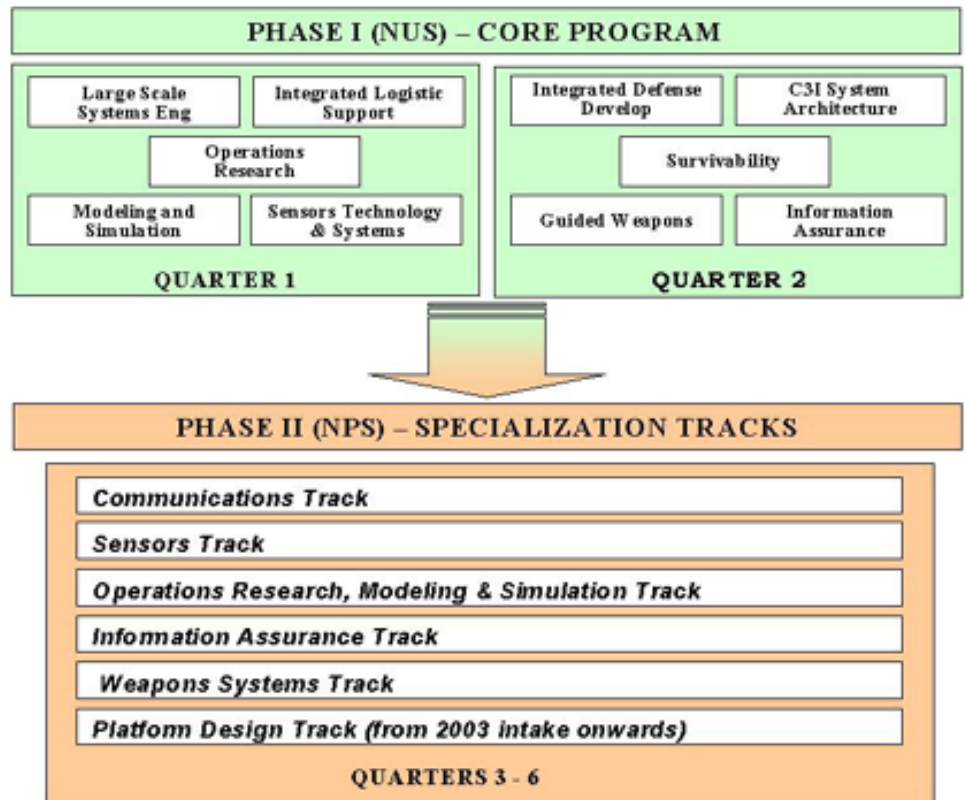 PHASE I (NUS) – CORE PROGRAM
Large Scale
Systems Eng
Integrated Logistic
Support
Operations
Research
Modeling and
Simulation
Sensors Technology
& Systems
QUARTER 1
Integrated Defense
Develop
C3I System
Architecture
Survivability
Guided Weapons
Information
Assurance
QUARTER 2
PHASE II (NPS) – SPECIALIZATION TRACKS
Communications Track
Sensors Track
Operations Research, Modeling & Simulation Track
Information Assurance Track
Weapons Systems Track
Platform Design Track (from 2003 intake onwards)
QUARTERS 3 - 6